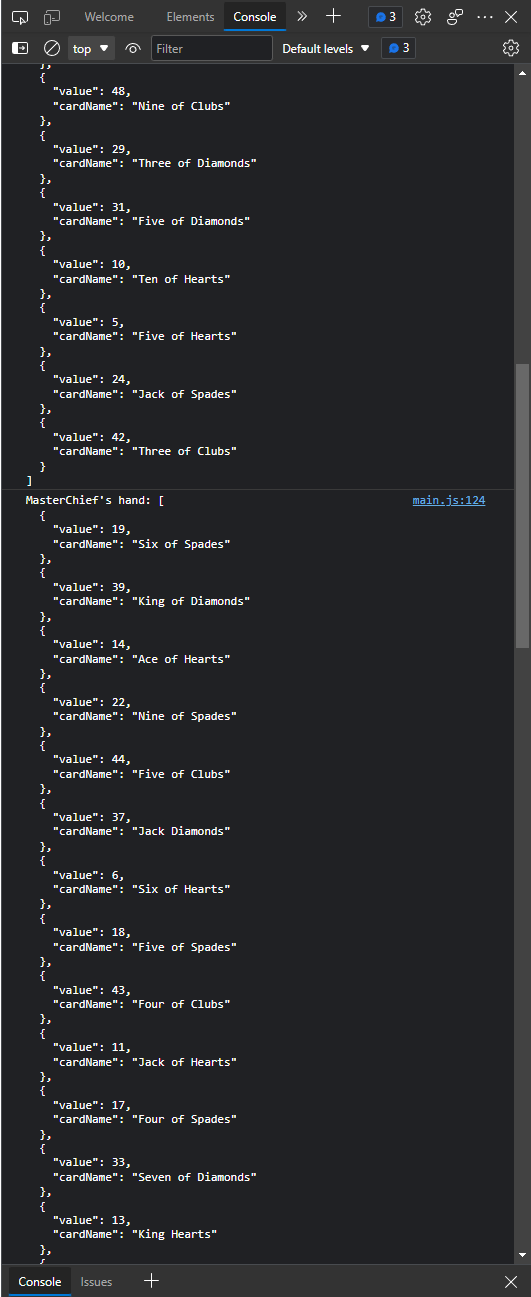 Welcome Elements Console 3
top Filter Default levels 3
},
{
"value": 48,
"cardName": "Nine of Clubs"
},
{
"value": 29,
"cardName": "Three of Diamonds"
},
{
"value": 31,
"cardName": "Five of Diamonds"
},
{
"value": 10,
"cardName": "Ten of Hearts"
},
{
"value": 5,
"cardName": "Five of Hearts"
},
{
"value": 24,
"cardName": "Jack of Spades"
},
{
"value": 42,
"cardName": "Three of Clubs"
}
]
MasterChief's hand: [ main.js:124
{
"value": 19,
"cardName": "Six of Spades"
},
{
"value": 39,
"cardName": "King of Diamonds"
},
{
"value": 14,
"cardName": "Ace of Hearts"
},
{
"value": 22,
"cardName": "Nine of Spades"
},
{
"value": 44,
"cardName": "Five of Clubs"
},
{
"value": 37,
"cardName": "Jack Diamonds"
},
{
"value": 6,
"cardName": "Six of Hearts"
},
{
"value": 18,
"cardName": "Five of Spades"
},
{
"value": 43,
"cardName": "Four of Clubs"
},
{
"value": 11,
"cardName": "Jack of Hearts"
},
{
"value": 17,
"cardName": "Four of Spades"
},
{
"value": 33,
"cardName": "Seven of Diamonds"
},
{
"value": 13,
"cardName": "King Hearts"
},
{
Console Issues